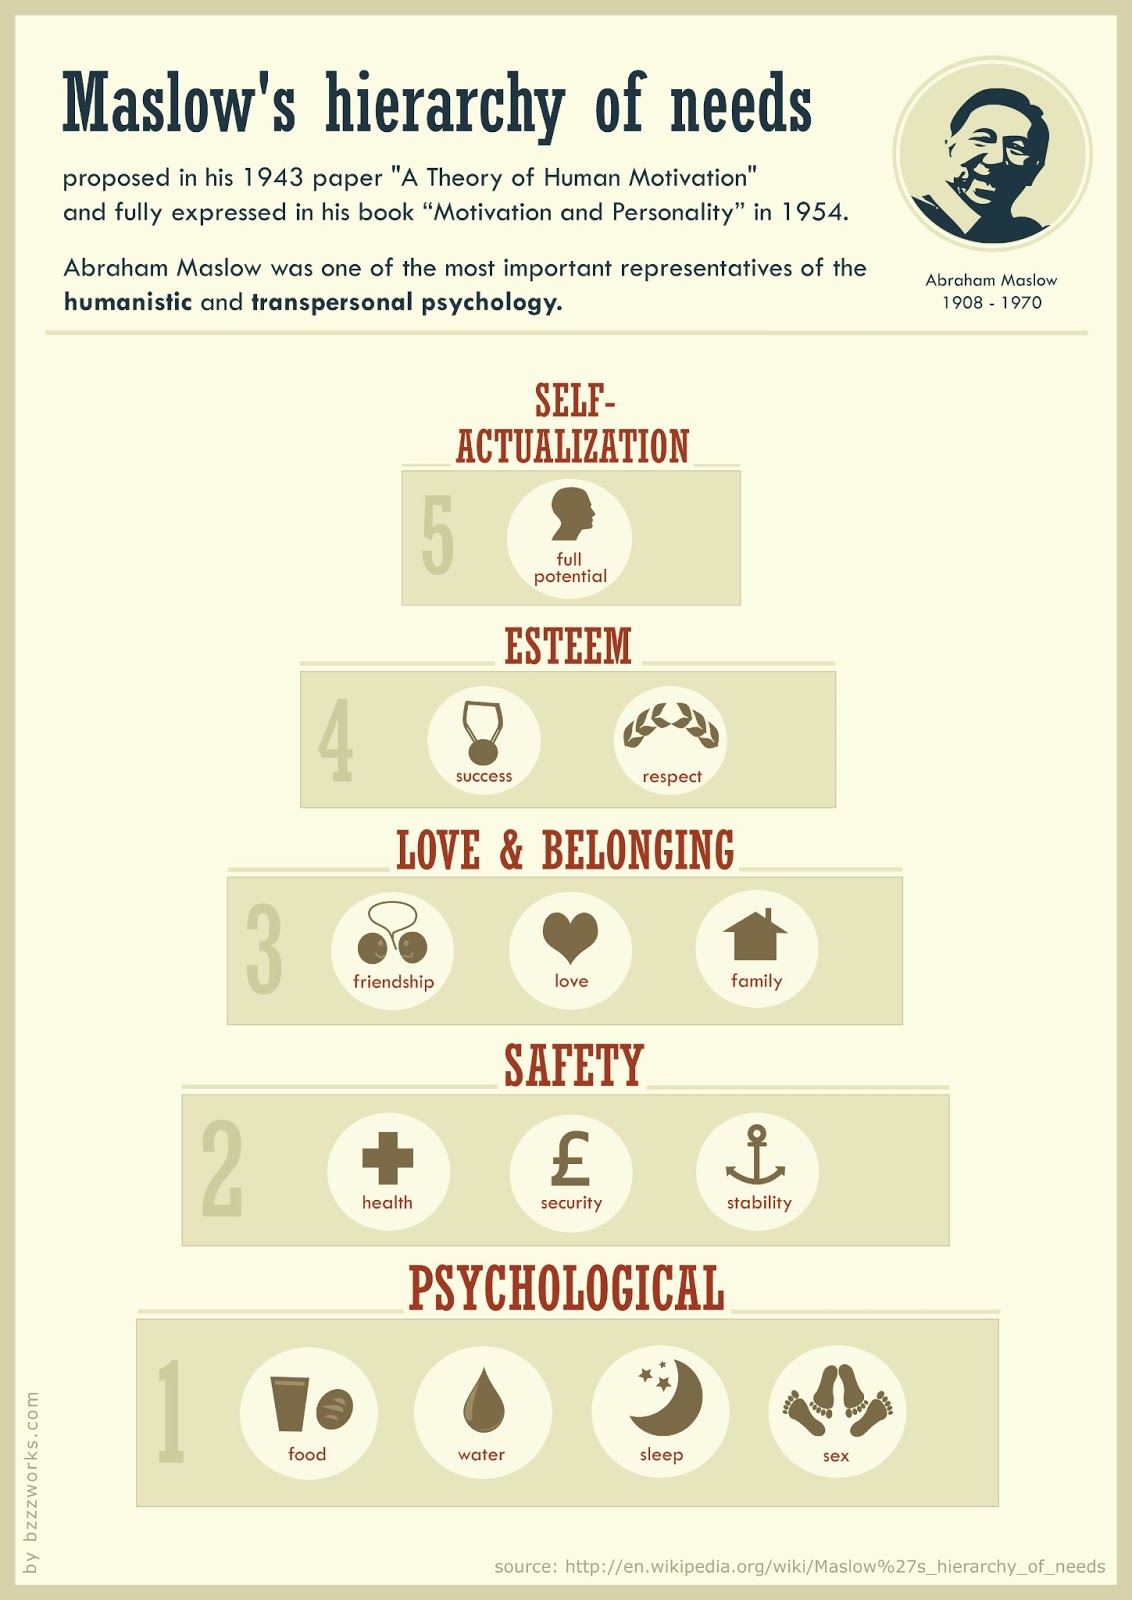 Maslow's hierarchy of needs
proposed in his 1943 paper "A Theory of Human Motivation"
and fully expressed in his book “Motivation and Personality” in 1954.
Abraham Maslow was one of the most important representatives of the
humanistic and transpersonal psychology.
Abraham Maslow
1908 - 1970
SELF-
ACTUALIZATION
5
full
potential
ESTEEM
4
success
respect
LOVE & BELONGING
3
friendship
love
family
SAFETY
2
health
£
security
stability
PSYCHOLOGICAL
1
food
water
sleep
sex
by bzzzworks.com
source: http://en.wikipedia.org/wiki/Maslow%27s_hierarchy_of_needs